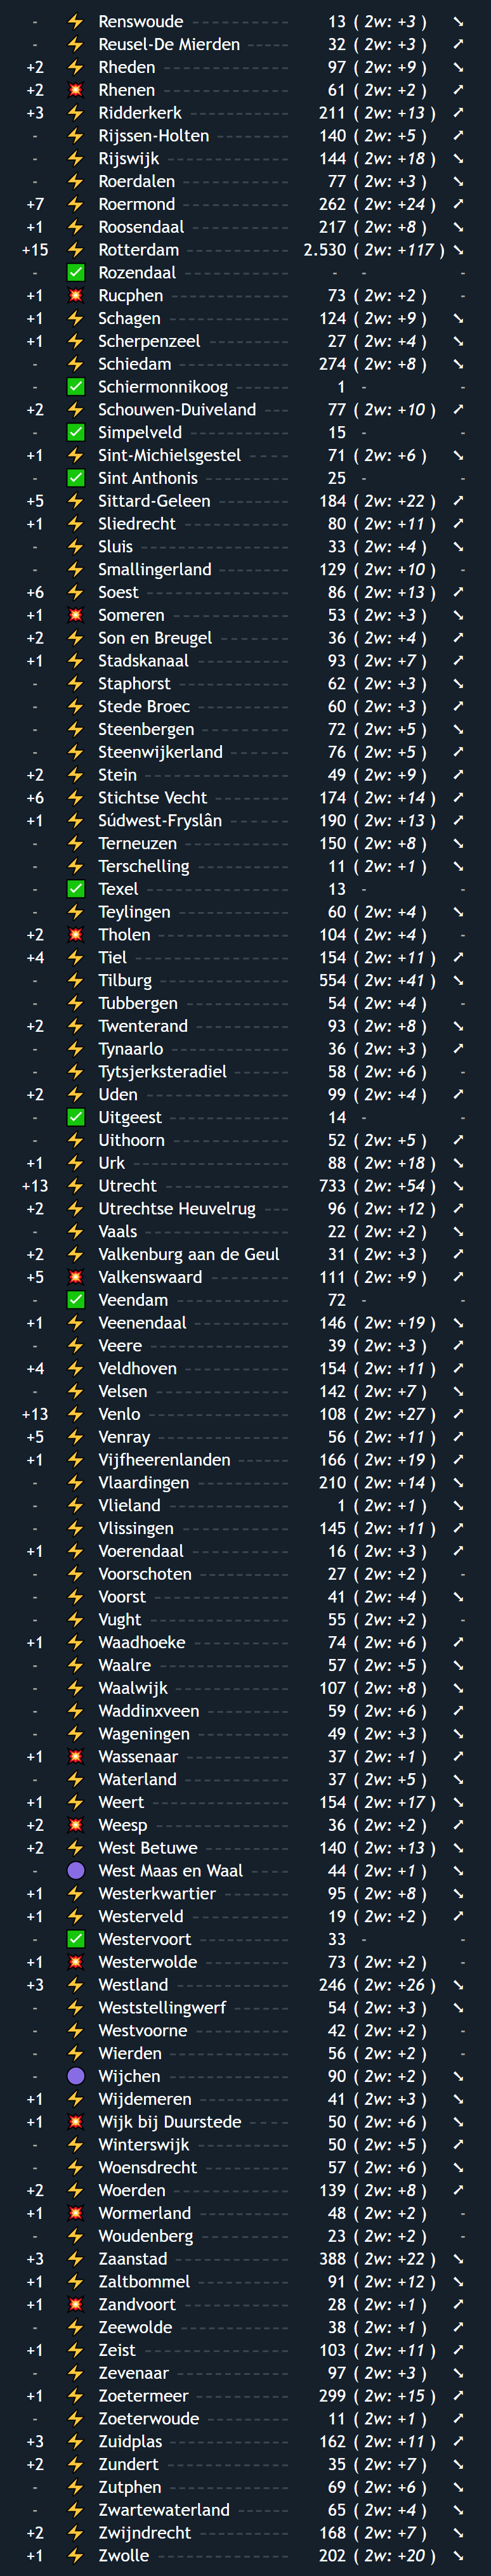 - ⚡ Renswoude ---------- 13 ( 2w: +3 ) ➘
- ⚡ Reusel-De Mierden ----- 32 ( 2w: +3 ) ➚
+2 ⚡ Rheden ------------- 97 ( 2w: +9 ) ➘
+2 💥 Rhenen ------------- 61 ( 2w: +2 ) ➚
+3 ⚡ Ridderkerk ---------- 211 ( 2w: +13 ) ➚
- ⚡ Rijssen-Holten -------- 140 ( 2w: +5 ) ➚
- ⚡ Rijswijk ------------- 144 ( 2w: +18 ) ➘
- ⚡ Roerdalen ----------- 77 ( 2w: +3 ) ➘
+7 ⚡ Roermond ----------- 262 ( 2w: +24 ) ➚
+1 ⚡ Roosendaal ---------- 217 ( 2w: +8 ) ➘
+15 ⚡ Rotterdam ---------- 2.530 ( 2w: +117 ) ➘
- ✅ Rozendaal ----------- - - -
+1 💥 Rucphen ------------ 73 ( 2w: +2 ) -
+1 ⚡ Schagen ------------ 124 ( 2w: +9 ) ➘
+1 ⚡ Scherpenzeel -------- 27 ( 2w: +4 ) ➘
- ⚡ Schiedam ----------- 274 ( 2w: +8 ) ➘
- ✅ Schiermonnikoog ------ 1 - -
+2 ⚡ Schouwen-Duiveland --- 77 ( 2w: +10 ) ➚
- ✅ Simpelveld ---------- 15 - -
+1 ⚡ Sint-Michielsgestel ---- 71 ( 2w: +6 ) ➘
- ✅ Sint Anthonis --------- 25 - -
+5 ⚡ Sittard-Geleen -------- 184 ( 2w: +22 ) ➚
+1 ⚡ Sliedrecht ----------- 80 ( 2w: +11 ) ➚
- ⚡ Sluis --------------- 33 ( 2w: +4 ) ➘
- ⚡ Smallingerland -------- 129 ( 2w: +10 ) -
+6 ⚡ Soest --------------- 86 ( 2w: +13 ) ➚
+1 💥 Someren ------------ 53 ( 2w: +3 ) ➘
+2 ⚡ Son en Breugel ------- 36 ( 2w: +4 ) ➚
+1 ⚡ Stadskanaal ---------- 93 ( 2w: +7 ) ➚
- ⚡ Staphorst ----------- 62 ( 2w: +3 ) ➘
- ⚡ Stede Broec --------- 60 ( 2w: +3 ) ➚
- ⚡ Steenbergen --------- 72 ( 2w: +5 ) ➘
- ⚡ Steenwijkerland ------- 76 ( 2w: +5 ) ➚
+2 ⚡ Stein --------------- 49 ( 2w: +9 ) ➚
+6 ⚡ Stichtse Vecht -------- 174 ( 2w: +14 ) ➚
+1 ⚡ Súdwest-Fryslân ------ 190 ( 2w: +13 ) ➚
- ⚡ Terneuzen ----------- 150 ( 2w: +8 ) ➘
- ⚡ Terschelling ---------- 11 ( 2w: +1 ) ➘
- ✅ Texel --------------- 13 - -
- ⚡ Teylingen ----------- 60 ( 2w: +4 ) ➘
+2 💥 Tholen ------------- 104 ( 2w: +4 ) -
+4 ⚡ Tiel ---------------- 154 ( 2w: +11 ) ➚
- ⚡ Tilburg ------------- 554 ( 2w: +41 ) ➘
- ⚡ Tubbergen ---------- 54 ( 2w: +4 ) -
+2 ⚡ Twenterand --------- 93 ( 2w: +8 ) ➘
- ⚡ Tynaarlo ------------ 36 ( 2w: +3 ) ➚
- ⚡ Tytsjerksteradiel ------ 58 ( 2w: +6 ) -
+2 ⚡ Uden --------------- 99 ( 2w: +4 ) ➚
- ✅ Uitgeest ------------ 14 - -
- ⚡ Uithoorn ------------ 52 ( 2w: +5 ) ➚
+1 ⚡ Urk ---------------- 88 ( 2w: +18 ) ➘
+13 ⚡ Utrecht ------------- 733 ( 2w: +54 ) ➘
+2 ⚡ Utrechtse Heuvelrug --- 96 ( 2w: +12 ) ➚
- ⚡ Vaals --------------- 22 ( 2w: +2 ) ➘
+2 ⚡ Valkenburg aan de Geul 31 ( 2w: +3 ) ➚
+5 💥 Valkenswaard -------- 111 ( 2w: +9 ) ➚
- ✅ Veendam ------------ 72 - -
+1 ⚡ Veenendaal ---------- 146 ( 2w: +19 ) ➘
- ⚡ Veere --------------- 39 ( 2w: +3 ) ➚
+4 ⚡ Veldhoven ---------- 154 ( 2w: +11 ) ➚
- ⚡ Velsen -------------- 142 ( 2w: +7 ) ➘
+13 ⚡ Venlo --------------- 108 ( 2w: +27 ) ➚
+5 ⚡ Venray ------------- 56 ( 2w: +11 ) ➚
+1 ⚡ Vijfheerenlanden ------ 166 ( 2w: +19 ) ➚
- ⚡ Vlaardingen ---------- 210 ( 2w: +14 ) ➘
- ⚡ Vlieland ------------- 1 ( 2w: +1 ) ➘
- ⚡ Vlissingen ----------- 145 ( 2w: +11 ) ➚
+1 ⚡ Voerendaal ---------- 16 ( 2w: +3 ) ➚
- ⚡ Voorschoten --------- 27 ( 2w: +2 ) -
- ⚡ Voorst -------------- 41 ( 2w: +4 ) ➘
- ⚡ Vught -------------- 55 ( 2w: +2 ) -
+1 ⚡ Waadhoeke ---------- 74 ( 2w: +6 ) ➚
- ⚡ Waalre -------------- 57 ( 2w: +5 ) ➘
- ⚡ Waalwijk ------------ 107 ( 2w: +8 ) ➘
- ⚡ Waddinxveen -------- 59 ( 2w: +6 ) ➚
- ⚡ Wageningen --------- 49 ( 2w: +3 ) ➘
+1 💥 Wassenaar ---------- 37 ( 2w: +1 ) ➚
- ⚡ Waterland ----------- 37 ( 2w: +5 ) ➘
+1 ⚡ Weert -------------- 154 ( 2w: +17 ) ➘
+2 💥 Weesp -------------- 36 ( 2w: +2 ) ➚
+2 ⚡ West Betuwe --------- 140 ( 2w: +13 ) ➘
- 🟣 West Maas en Waal ---- 44 ( 2w: +1 ) ➘
+1 ⚡ Westerkwartier ------- 95 ( 2w: +8 ) ➘
+1 ⚡ Westerveld ---------- 19 ( 2w: +2 ) ➚
- ✅ Westervoort --------- 33 - -
+1 💥 Westerwolde --------- 73 ( 2w: +2 ) -
+3 ⚡ Westland ----------- 246 ( 2w: +26 ) ➘
- ⚡ Weststellingwerf ------ 54 ( 2w: +3 ) ➘
- ⚡ Westvoorne ---------- 42 ( 2w: +2 ) -
- ⚡ Wierden ------------ 56 ( 2w: +2 ) -
- 🟣 Wijchen ------------ 90 ( 2w: +2 ) ➘
+1 ⚡ Wijdemeren --------- 41 ( 2w: +3 ) ➘
+1 💥 Wijk bij Duurstede ---- 50 ( 2w: +6 ) ➘
- ⚡ Winterswijk ---------- 50 ( 2w: +5 ) ➚
- ⚡ Woensdrecht --------- 57 ( 2w: +6 ) ➘
+2 ⚡ Woerden ------------ 139 ( 2w: +8 ) ➚
+1 💥 Wormerland --------- 48 ( 2w: +2 ) -
- ⚡ Woudenberg --------- 23 ( 2w: +2 ) -
+3 ⚡ Zaanstad ----------- 388 ( 2w: +22 ) ➘
+1 ⚡ Zaltbommel --------- 91 ( 2w: +12 ) ➘
+1 💥 Zandvoort ---------- 28 ( 2w: +1 ) ➚
- ⚡ Zeewolde ----------- 38 ( 2w: +1 ) ➚
+1 ⚡ Zeist --------------- 103 ( 2w: +11 ) ➚
- ⚡ Zevenaar ----------- 97 ( 2w: +3 ) ➘
+1 ⚡ Zoetermeer --------- 299 ( 2w: +15 ) ➚
- ⚡ Zoeterwoude --------- 11 ( 2w: +1 ) ➚
+3 ⚡ Zuidplas ------------ 162 ( 2w: +11 ) ➚
+2 ⚡ Zundert ------------ 35 ( 2w: +7 ) ➘
- ⚡ Zutphen ------------ 69 ( 2w: +6 ) ➘
- ⚡ Zwartewaterland ------ 65 ( 2w: +4 ) ➘
+2 ⚡ Zwijndrecht --------- 168 ( 2w: +7 ) ➘
+1 ⚡ Zwolle -------------- 202 ( 2w: +20 ) ➘